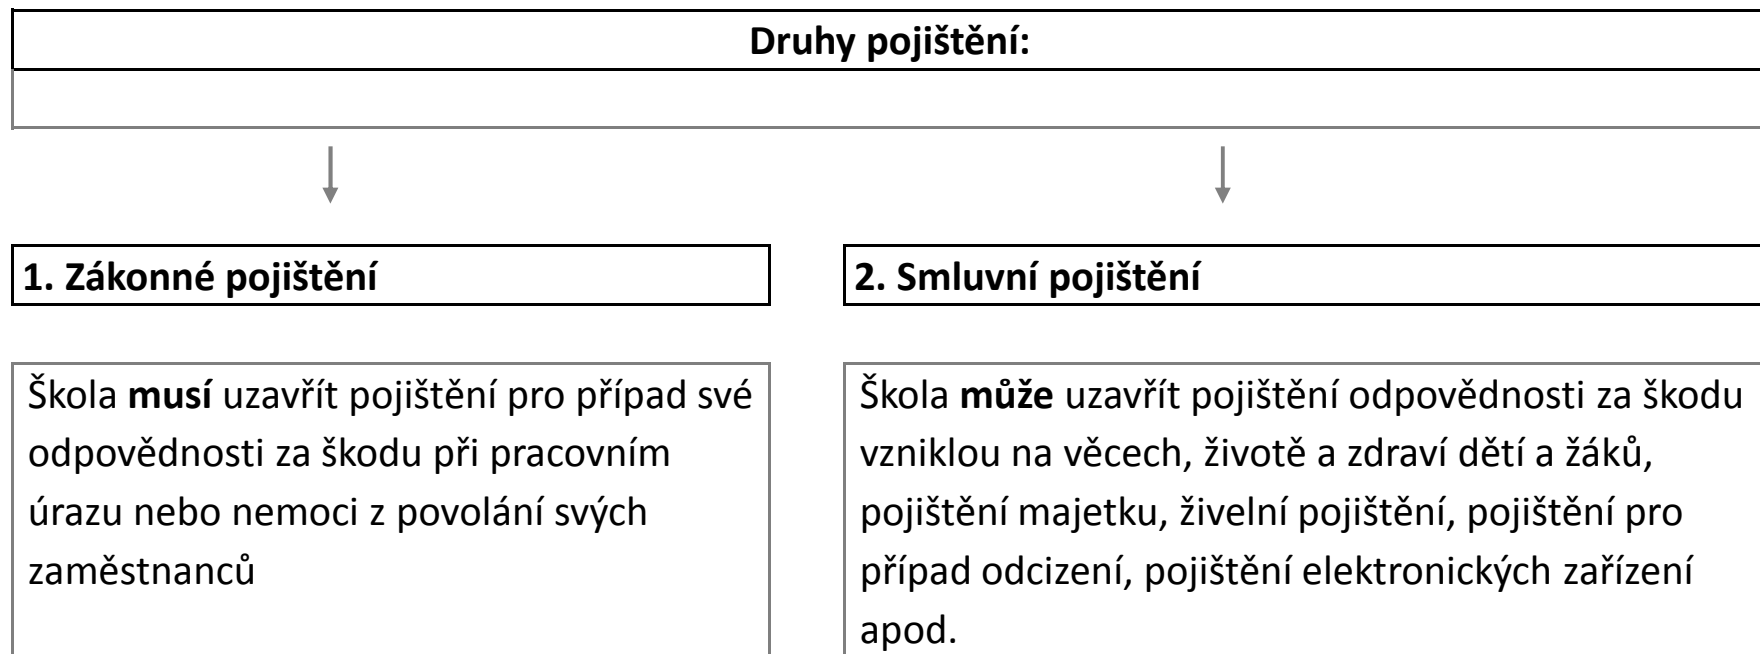 Druhy pojištění:
1. Zákonné pojištění
2. Smluvní pojištění
Škola musí uzavřít pojištění pro případ své
odpovědnosti za škodu při pracovním
úrazu nebo nemoci z povolání svých
zaměstnanců
Škola může uzavřít pojištění odpovědnosti za škodu
vzniklou na věcech, životě a zdraví dětí a žáků,
pojištění majetku, živelní pojištění, pojištění pro
případ odcizení, pojištění elektronických zařízení
apod.